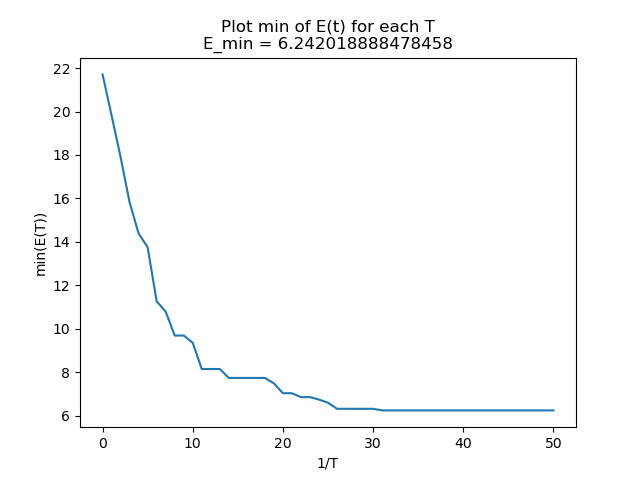 Plot min of E(t) for each T
E_min = 6.242018888478458
22
20
18
16
14
12
10
8
6
min(E(T))
0 10 20 30 40 50
1/T